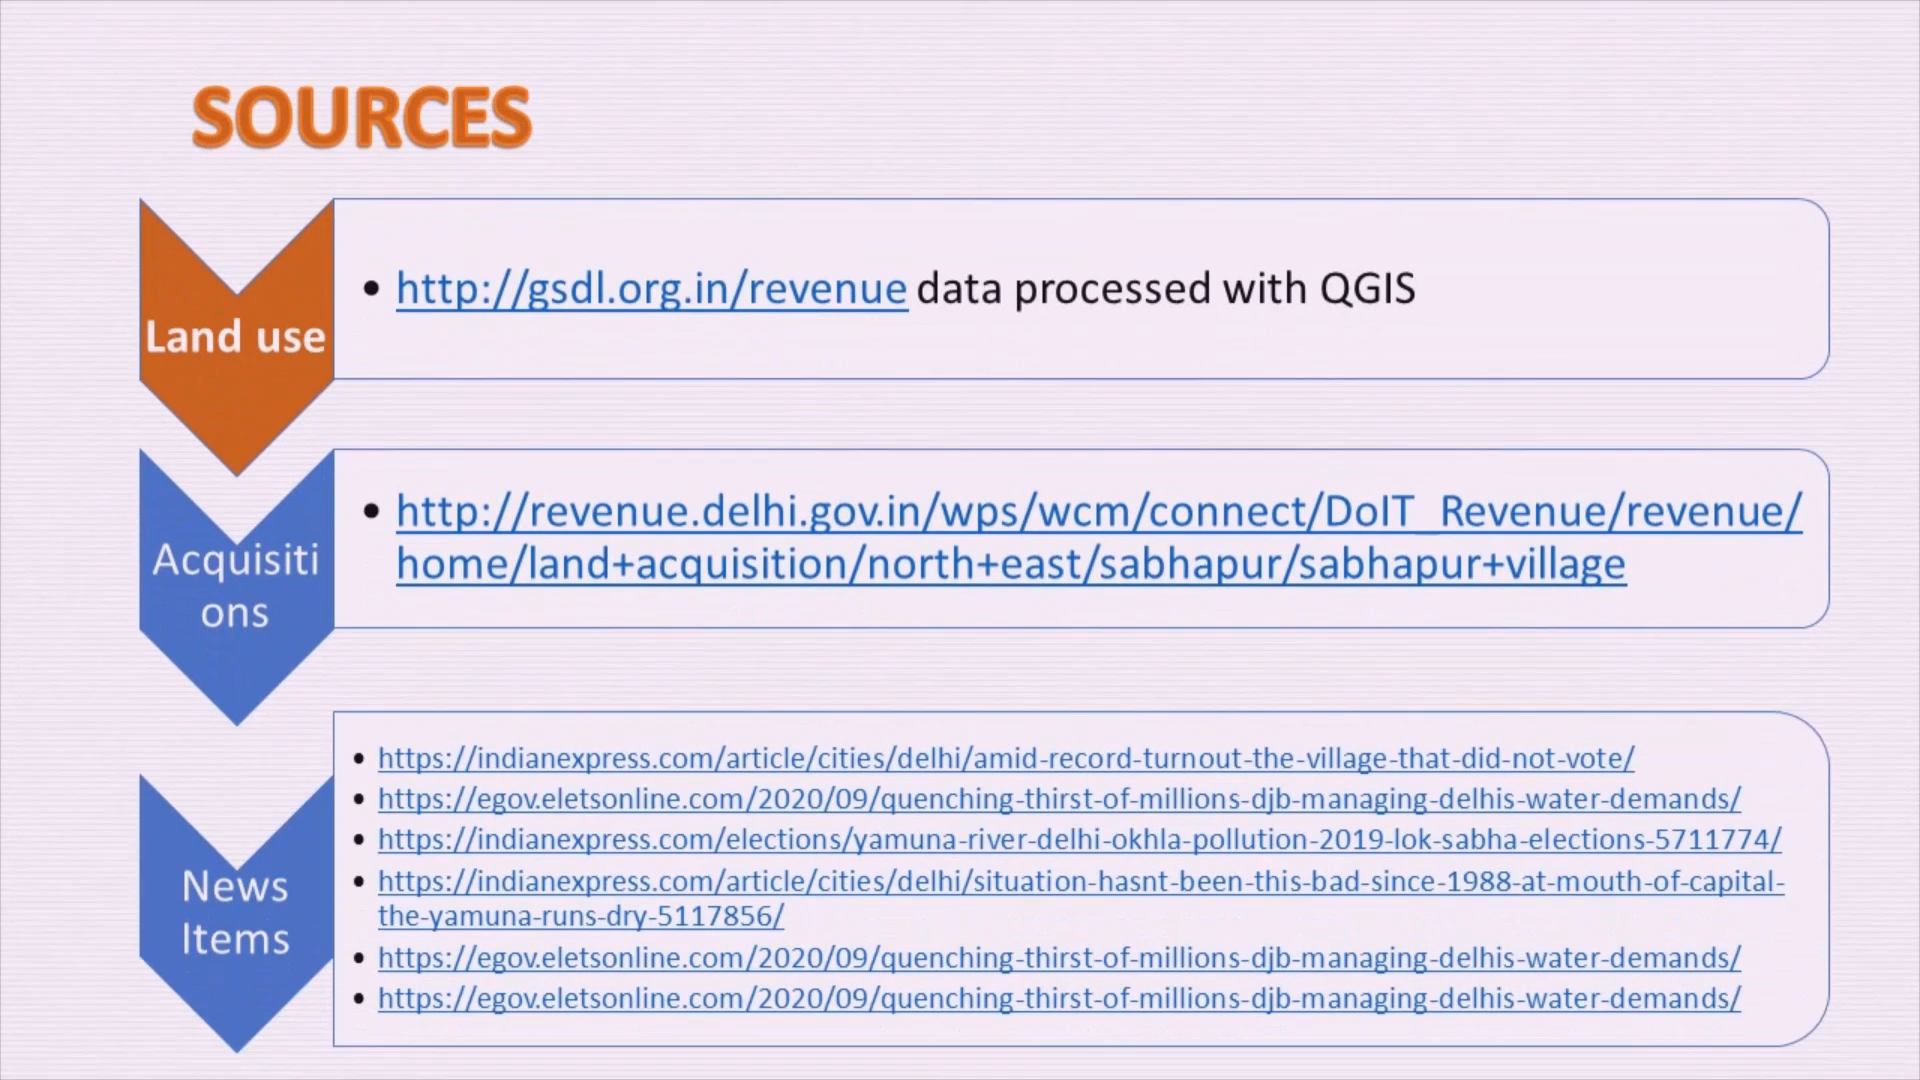 SOURCES
Land use
• http://gsdl.org.in/revenue data processed with QGIS
Acquisiti
ons
• http://revenue.delhi.gov.in/wps/wcm/connect/DoIT_Revenue/revenue/
home/land+acquisition/north+east/sabhapur/sabhapur+village
News
Items
• https://indianexpress.com/article/cities/delhi/amid-record-turnout-the-village-that-did-not-vote/
• https://egov.eletsonline.com/2020/09/quenching-thirst-of-millions-djb-managing-delhis-water-demands/
• https://indianexpress.com/elections/yamuna-river-delhi-okhla-pollution-2019-lok-sabha-elections-5711774/
• https://indianexpress.com/article/cities/delhi/situation-hasnt-been-this-bad-since-1988-at-mouth-of-capital-
the-yamuna-runs-dry-5117856/
• https://egov.eletsonline.com/2020/09/quenching-thirst-of-millions-djb-managing-delhis-water-demands/
• https://egov.eletsonline.com/2020/09/quenching-thirst-of-millions-djb-managing-delhis-water-demands/